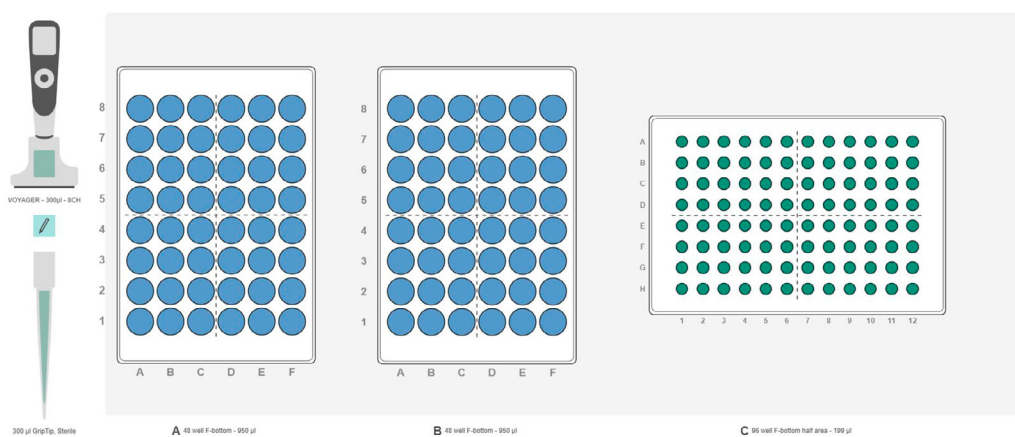 VOYAGER - 300µl - 8CH
300 µl GripTip, Sterile
8
7
6
5
4
3
2
1
A B C D E F
A 48 well F-bottom - 950 µl
8
7
6
5
4
3
2
1
A B C D E F
B 48 well F-bottom - 950 µl
A
B
C
D
E
F
G
H
1 2 3 4 5 6 7 8 9 10 11 12
C 96 well F-bottom half area - 199 µl